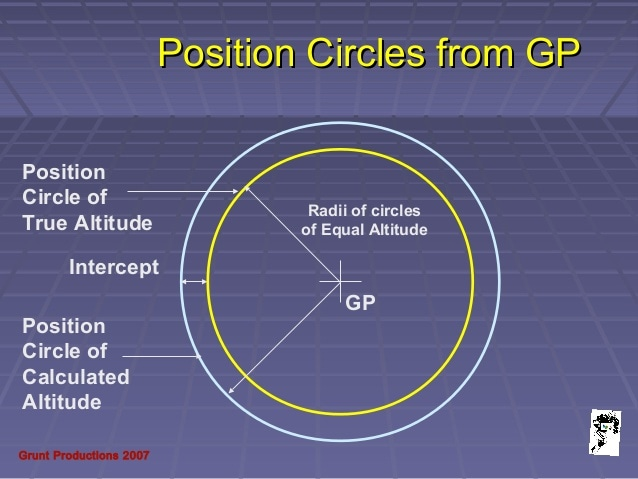 Position Circles from GP
Position
Circle of
True Altitude
Radii of circles
of Equal Altitude
Intercept
GP
Position
Circle of
Calculated
Altitude
Grunt Productions 2007